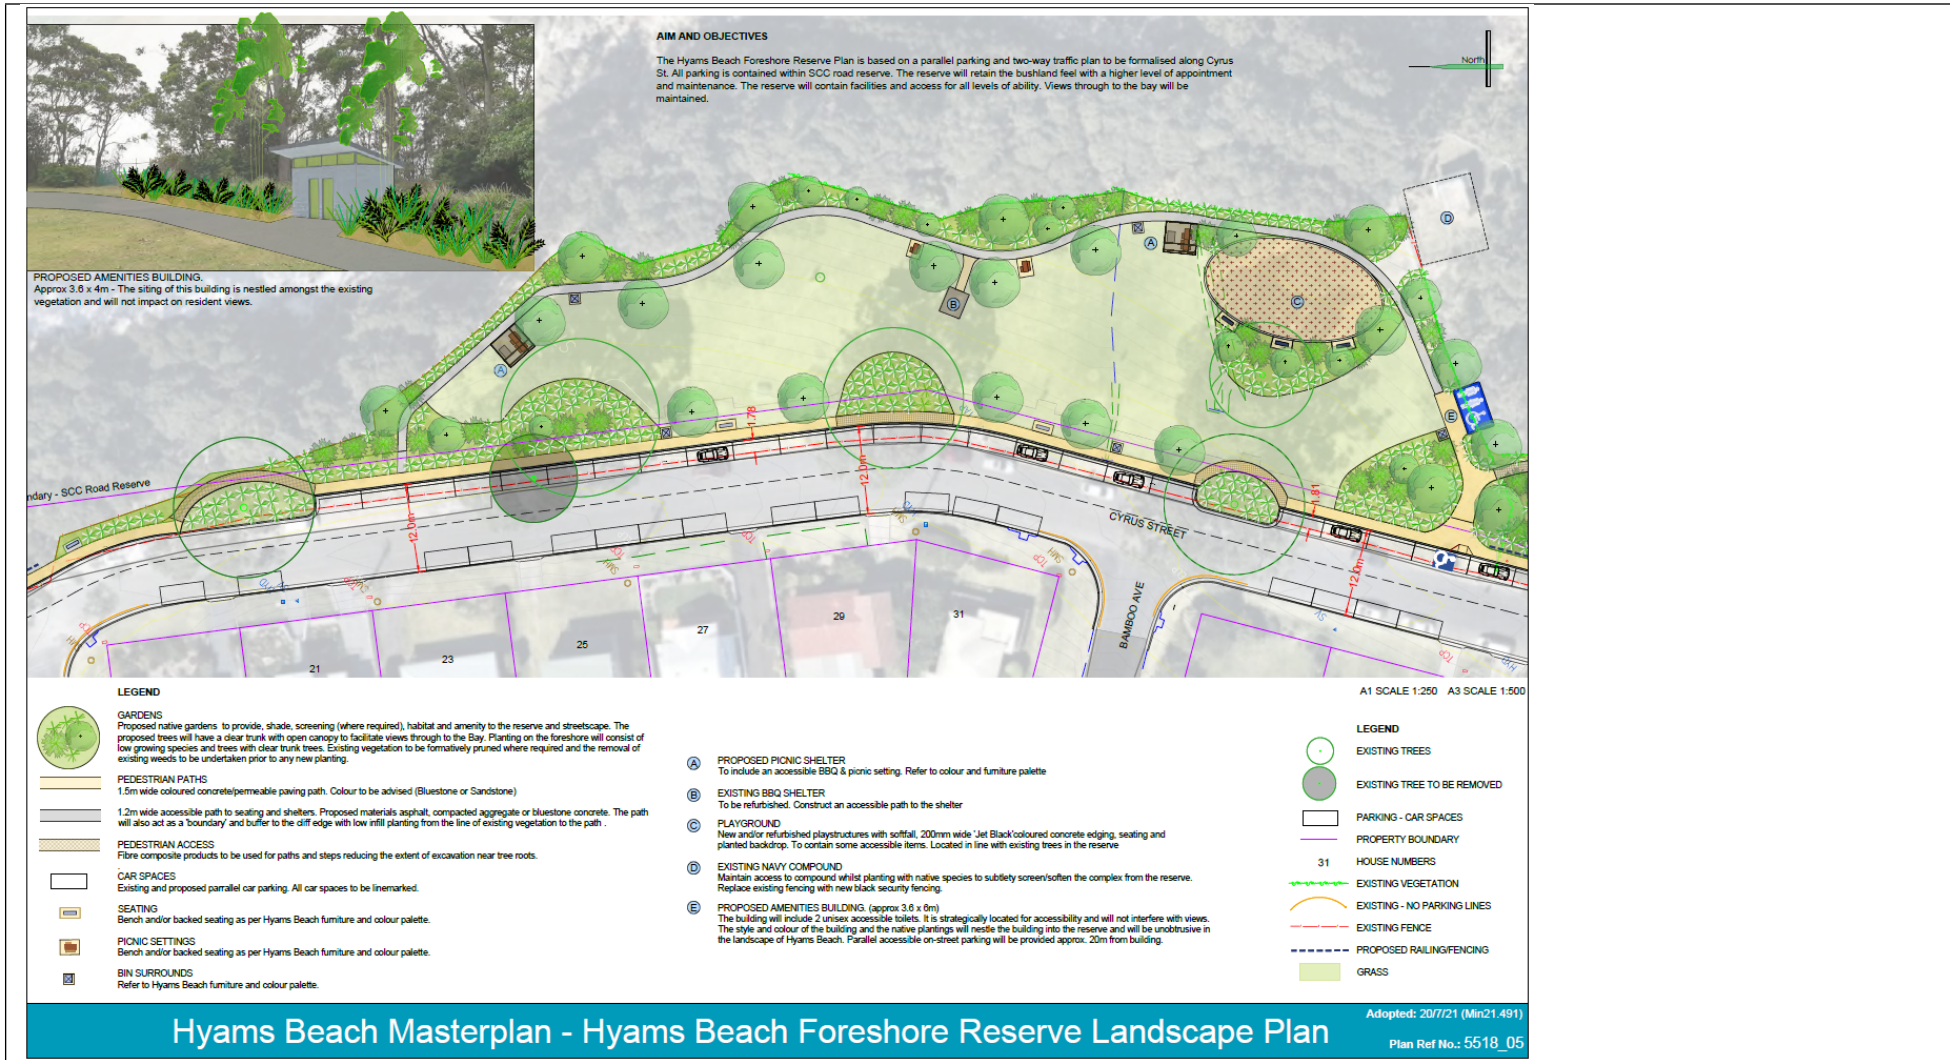 AIM AND OBJECTIVES
The Hyams Beach Foreshore Reserve Plan is based on a parallel parking and two-way traffic plan to be formalised along Cyrus
St. All parking is contained within SCC road reserve. The reserve will retain the bushland feel with a higher level of appointment
and maintenance. The reserve will contain facilities and access for all levels of ability. Views through to the bay will be
maintained.
North
PROPOSED AMENITIES BUILDING.
Approx 3.6 x 4m - The siting of this building is nestled amongst the existing
vegetation and will not impact on resident views.
D
A
C
B
A
E
1.78
12.0m
12.0m
1.81
12.0m
ndary - SCC Road Reserve
CYRUS STREET
BAMBOO AVE
21
23
25
27
29
31
TCP
SMH
HYD
SV
A1 SCALE 1:250 A3 SCALE 1:500
LEGEND
GARDENS
Proposed native gardens to provide, shade, screening (where required), habitat and amenity to the reserve and streetscape. The
proposed trees will have a clear trunk with open canopy to facilitate views through to the Bay. Planting on the foreshore will consist of
low growing species and trees with clear trunk trees. Existing vegetation to be formatively pruned where required and the removal of
existing weeds to be undertaken prior to any new planting.
PEDESTRIAN PATHS
1.5m wide coloured concrete/permeable paving path. Colour to be advised (Bluestone or Sandstone)
1.2m wide accessible path to seating and shelters. Proposed materials asphalt, compacted aggregate or bluestone concrete. The path
will also act as a 'boundary' and buffer to the cliff edge with low infill planting from the line of existing vegetation to the path .
PEDESTRIAN ACCESS
Fibre composite products to be used for paths and steps reducing the extent of excavation near tree roots.
CAR SPACES
Existing and proposed parrallel car parking. All car spaces to be linemarked.
SEATING
Bench and/or backed seating as per Hyams Beach furniture and colour palette.
PICNIC SETTINGS
Bench and/or backed seating as per Hyams Beach furniture and colour palette.
BIN SURROUNDS
Refer to Hyams Beach furniture and colour palette.
A PROPOSED PICNIC SHELTER
To include an accessible BBQ & picnic setting. Refer to colour and furniture palette
B EXISTING BBQ SHELTER
To be refurbished. Construct an accessible path to the shelter
C PLAYGROUND
New and/or refurbished playstructures with softfall, 200mm wide 'Jet Black'coloured concrete edging, seating and
planted backdrop. To contain some accessible items. Located in line with existing trees in the reserve
D EXISTING NAVY COMPOUND
Maintain access to compound whilst planting with native species to subtlety screen/soften the complex from the reserve.
Replace existing fencing with new black security fencing.
E PROPOSED AMENITIES BUILDING. (approx 3.6 x 6m)
The building will include 2 unisex accessible toilets. It is strategically located for accessibility and will not interfere with views.
The style and colour of the building and the native plantings will nestle the building into the reserve and will be unobtrusive in
the landscape of Hyams Beach. Parallel accessible on-street parking will be provided approx. 20m from building.
LEGEND
EXISTING TREES
EXISTING TREE TO BE REMOVED
PARKING - CAR SPACES
PROPERTY BOUNDARY
31 HOUSE NUMBERS
EXISTING VEGETATION
EXISTING - NO PARKING LINES
EXISTING FENCE
PROPOSED RAILING/FENCING
GRASS
Hyams Beach Masterplan - Hyams Beach Foreshore Reserve Landscape Plan
Adopted: 20/7/21 (Min21.491)
Plan Ref No.: 5518_05